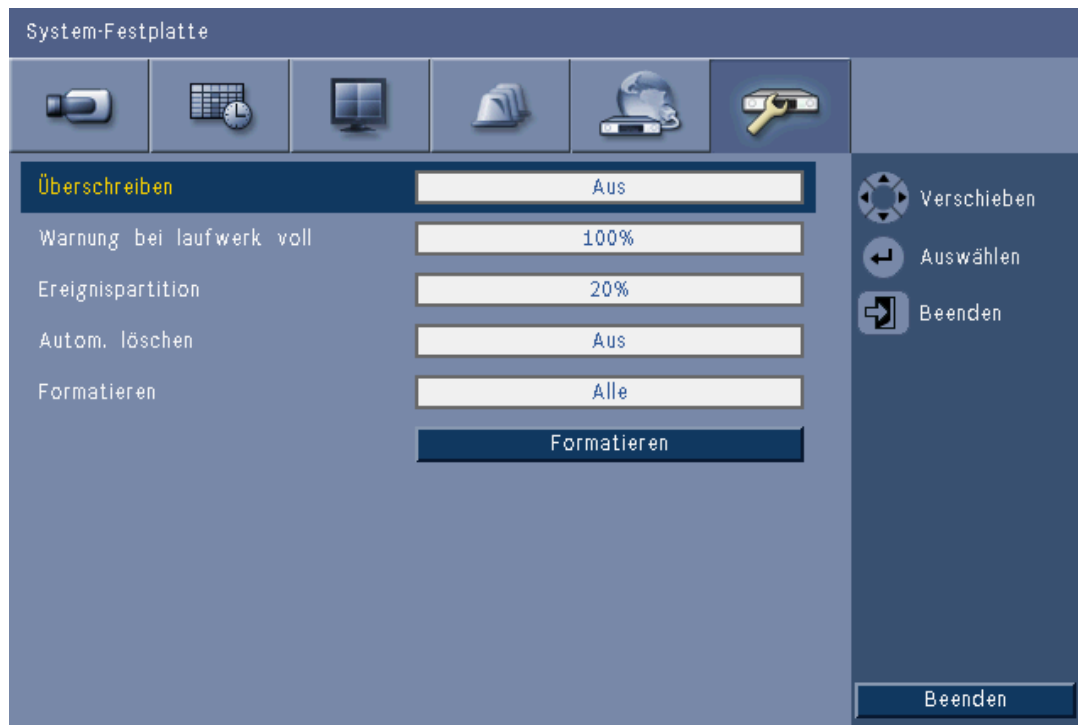 System-Festplatte
Überschreiben Aus
Warnung bei laufwerk voll 100%
Ereignispartition 20%
Autom. löschen Aus
Formatieren Alle
Formatieren
Verschieben
Auswählen
Beenden
Beenden